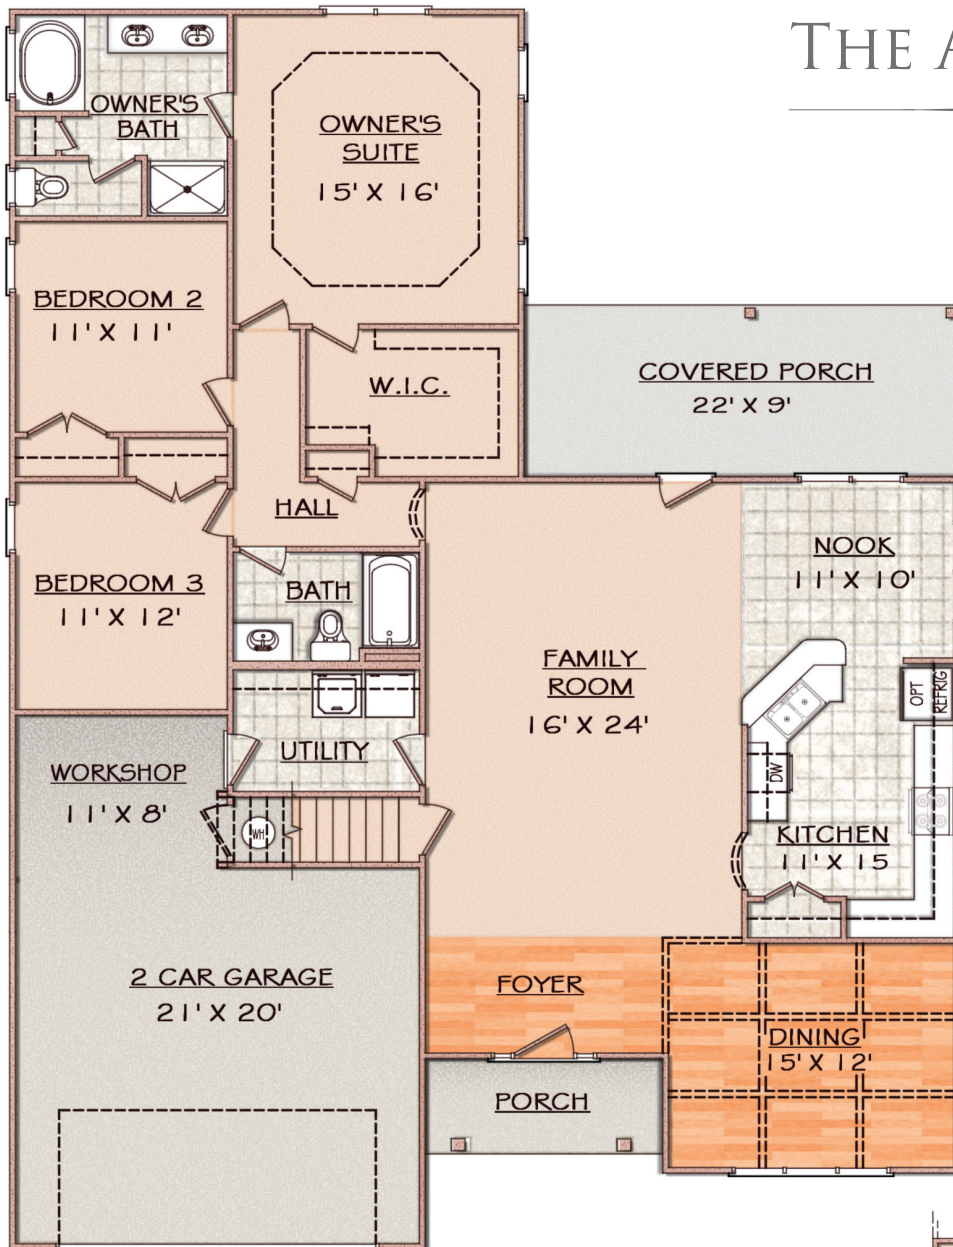 THE A
OWNER'S
BATH
OWNER'S
SUITE
15' X 16'
BEDROOM 2
11' X 11'
W.I.C.
COVERED PORCH
22' X 9'
HALL
BEDROOM 3
11' X 12'
BATH
NOOK
11' X 10'
FAMILY
ROOM
16' X 24'
OPT
REFRIG
UTILITY
DW
WORKSHOP
11' X 8'
WH
KITCHEN
11' X 15
2 CAR GARAGE
21' X 20'
FOYER
DINING
15' X 12'
PORCH